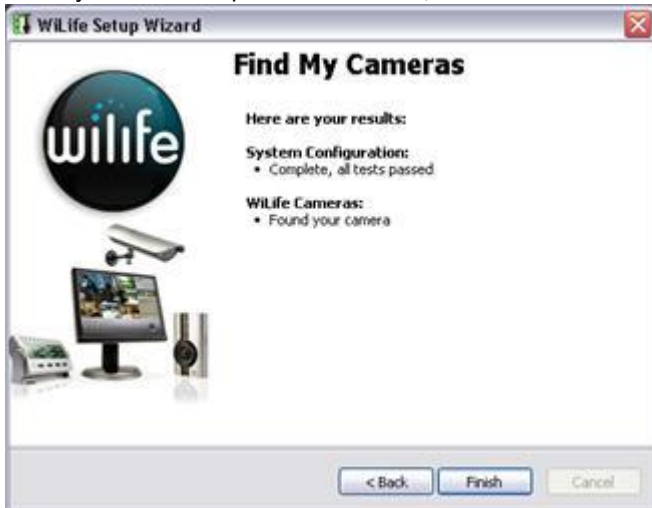 WiLife Setup Wizard
Find My Cameras
wilife
Here are your results:
System Configuration:
• Complete, all tests passed
WiLife Cameras:
• Found your camera
< Back
Finish
Cancel